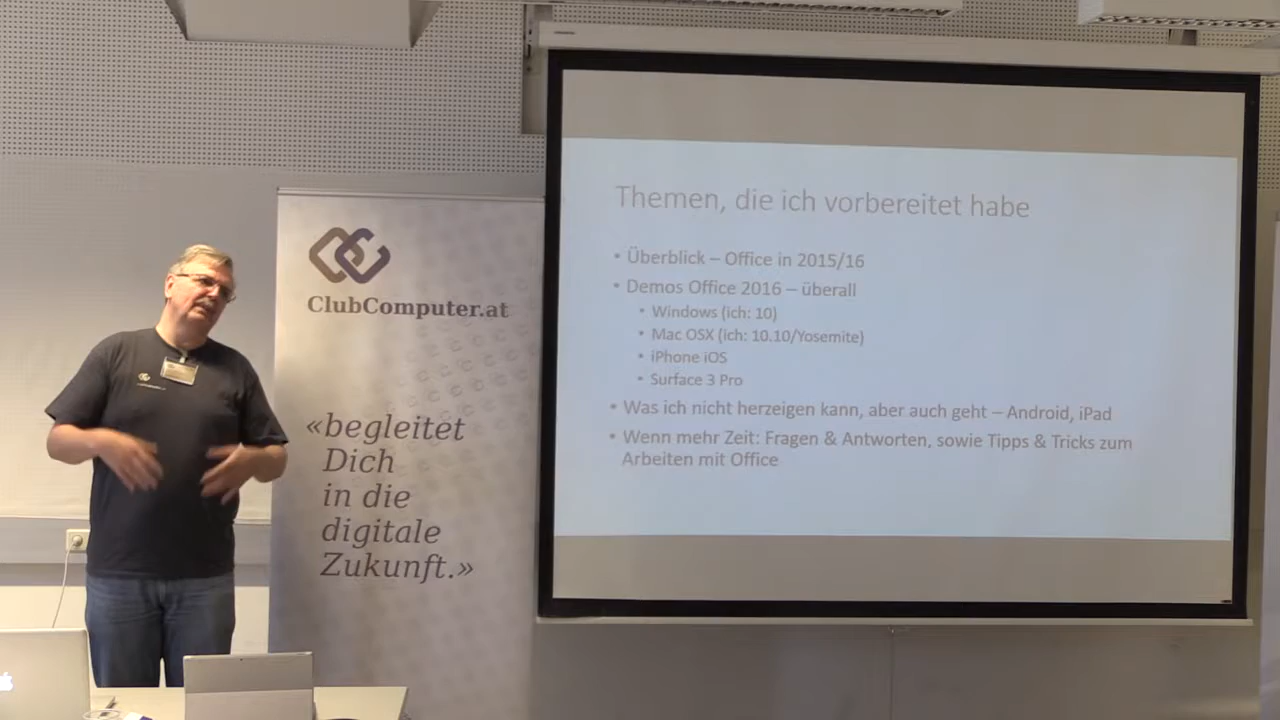 ClubComputer.at
«begleitet
Dich
in die
digitale
Zukunft.»
Themen, die ich vorbereitet habe
• Überblick – Office in 2015/16
• Demos Office 2016 – überall
• Windows (ich: 10)
• Mac OSX (ich: 10.10/Yosemite)
• iPhone iOS
• Surface 3 Pro
• Was ich nicht herzeigen kann, aber auch geht – Android, iPad
• Wenn mehr Zeit: Fragen & Antworten, sowie Tipps & Tricks zum
Arbeiten mit Office